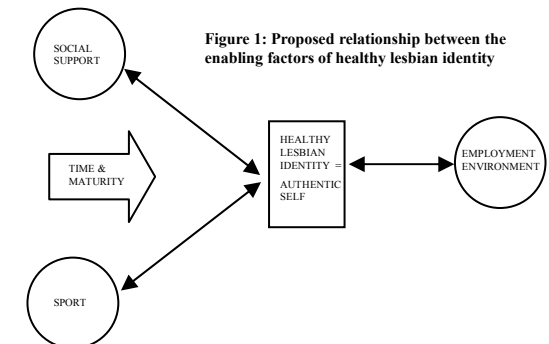 Figure 1: Proposed relationship between the
enabling factors of healthy lesbian identity
SOCIAL
SUPPORT
TIME &
MATURITY
SPORT
HEALTHY
LESBIAN
IDENTITY =
AUTHENTIC
SELF
EMPLOYMENT
ENVIRONMENT